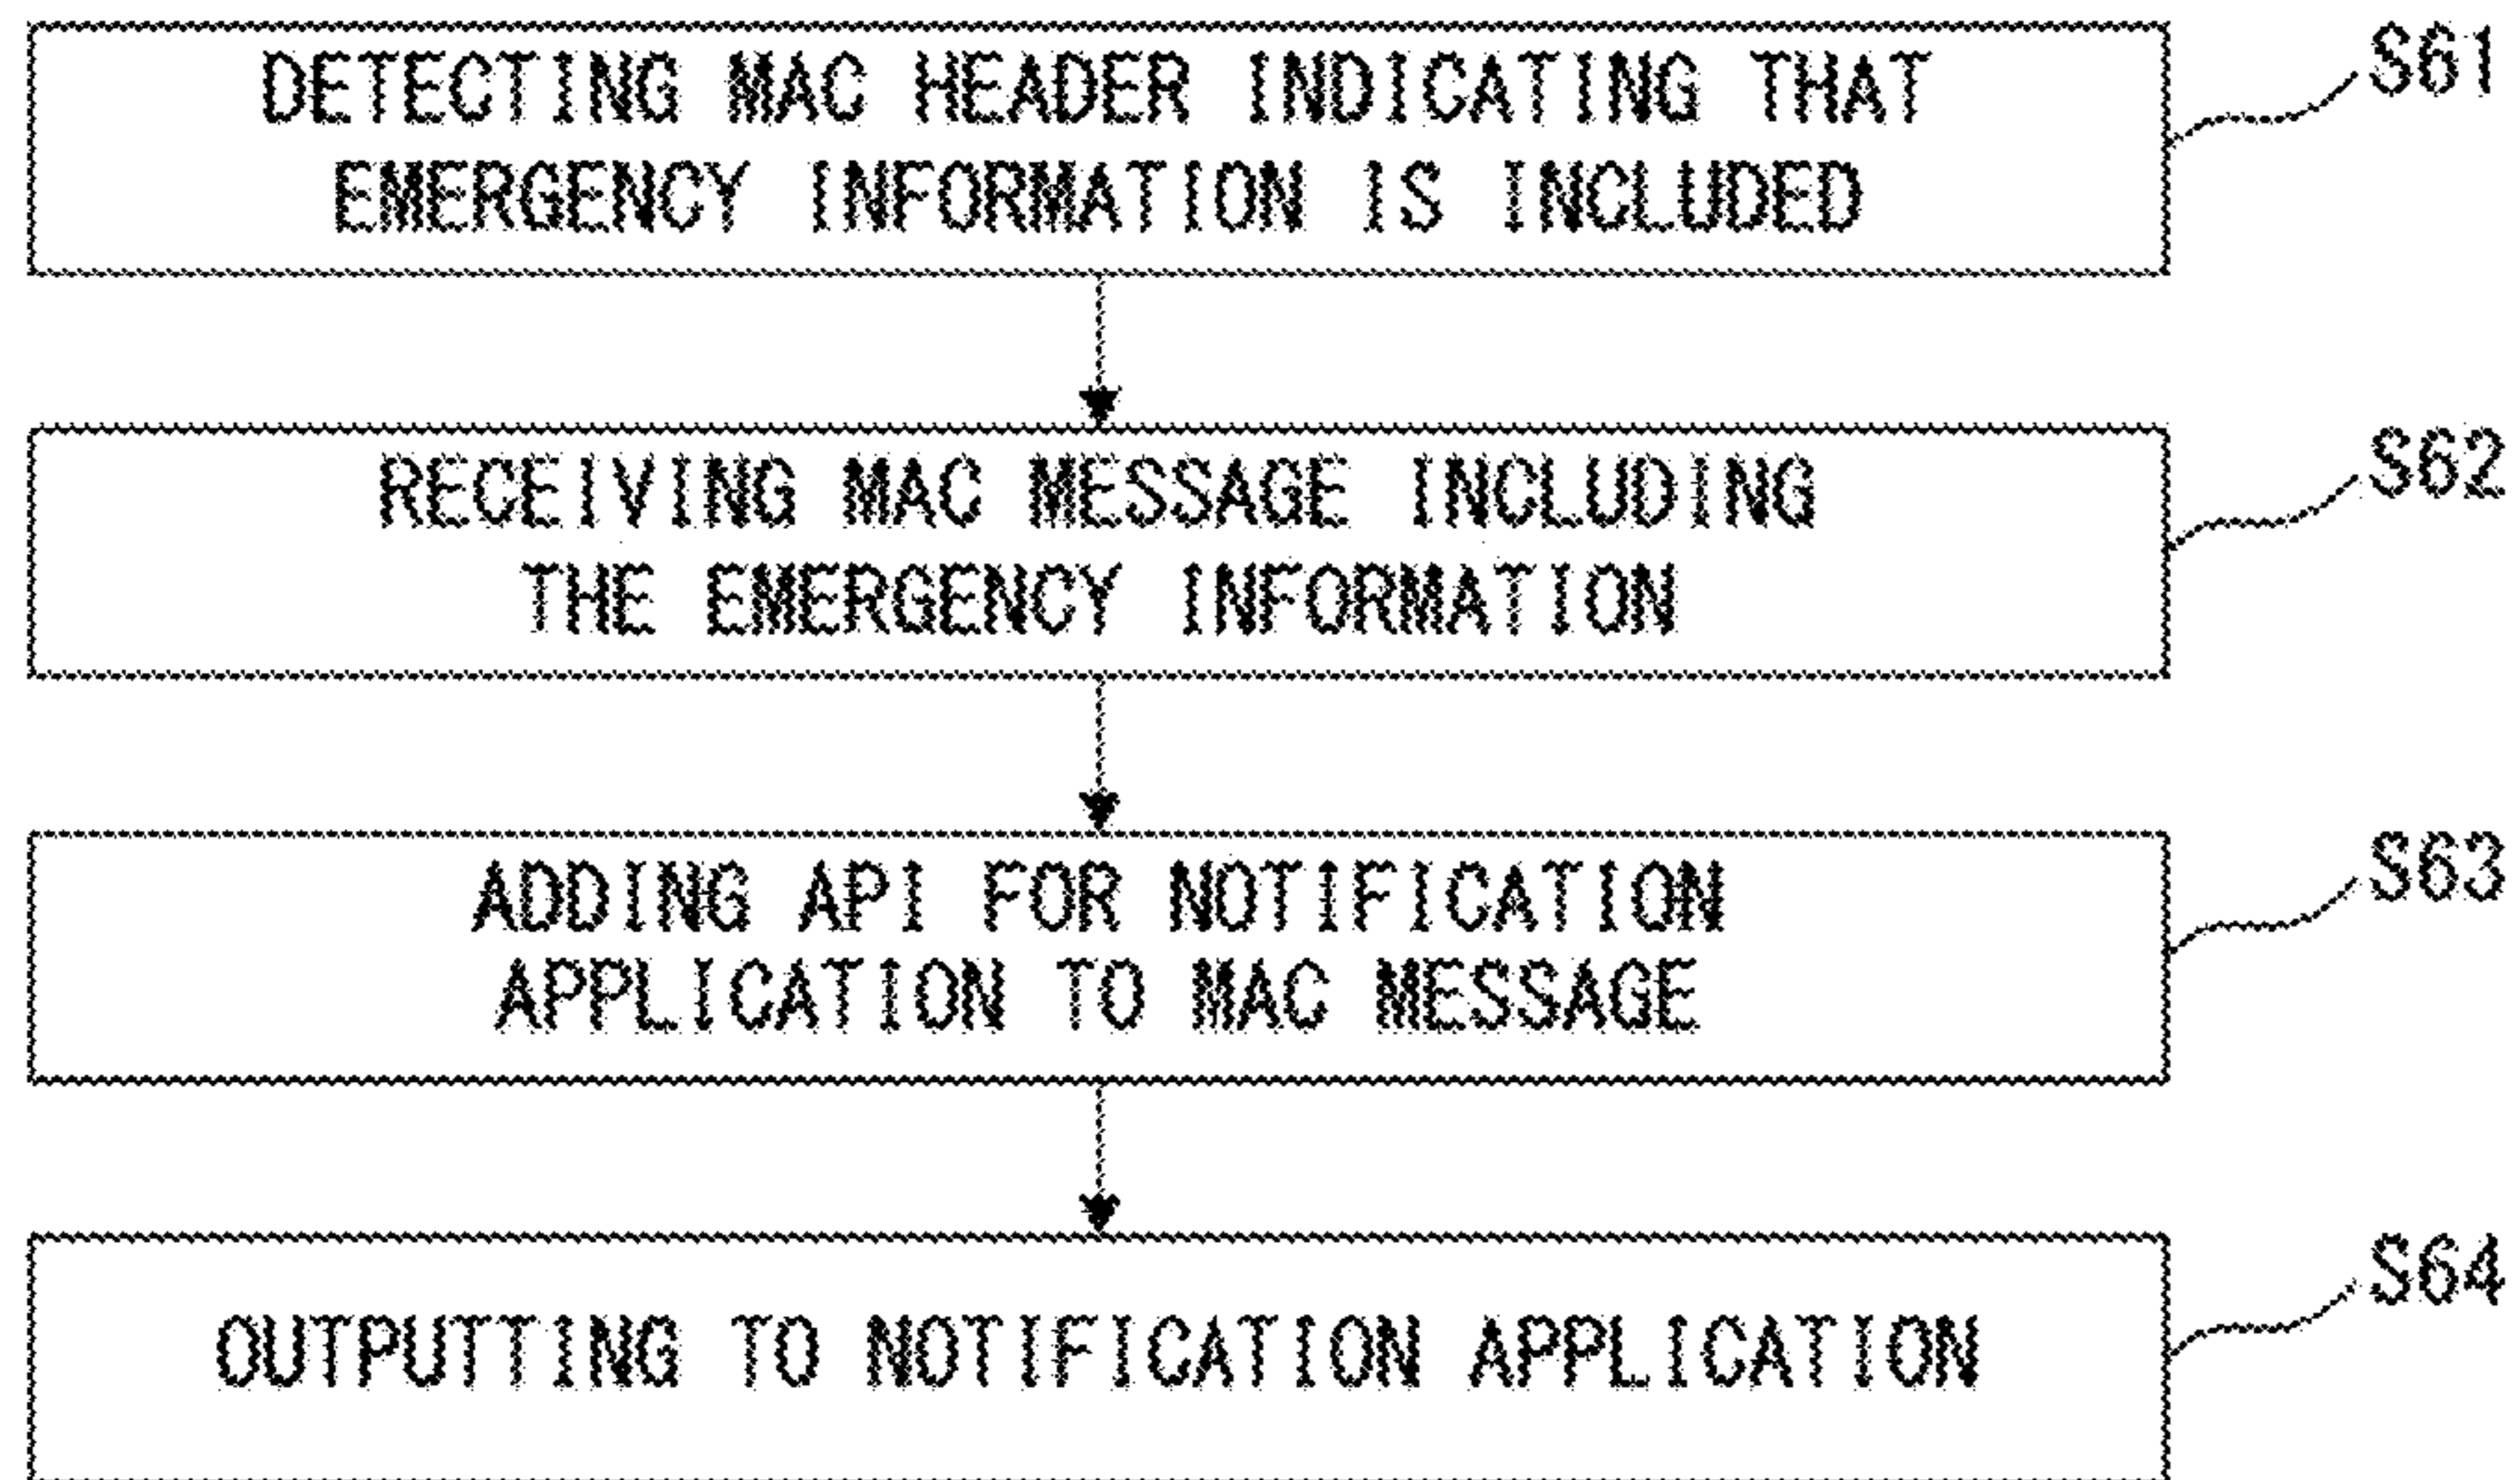 DETECTING MAC HEADER INDICATING THAT
EMERGENCY INFORMATION IS INCLUDED
S61
RECEIVING MAC MESSAGE INCLUDING
THE EMERGENCY INFORMATION
S62
ADDING API FOR NOTIFICATION
APPLICATION TO MAC MESSAGE
S63
OUTPUTTING TO NOTIFICATION APPLICATION
S64